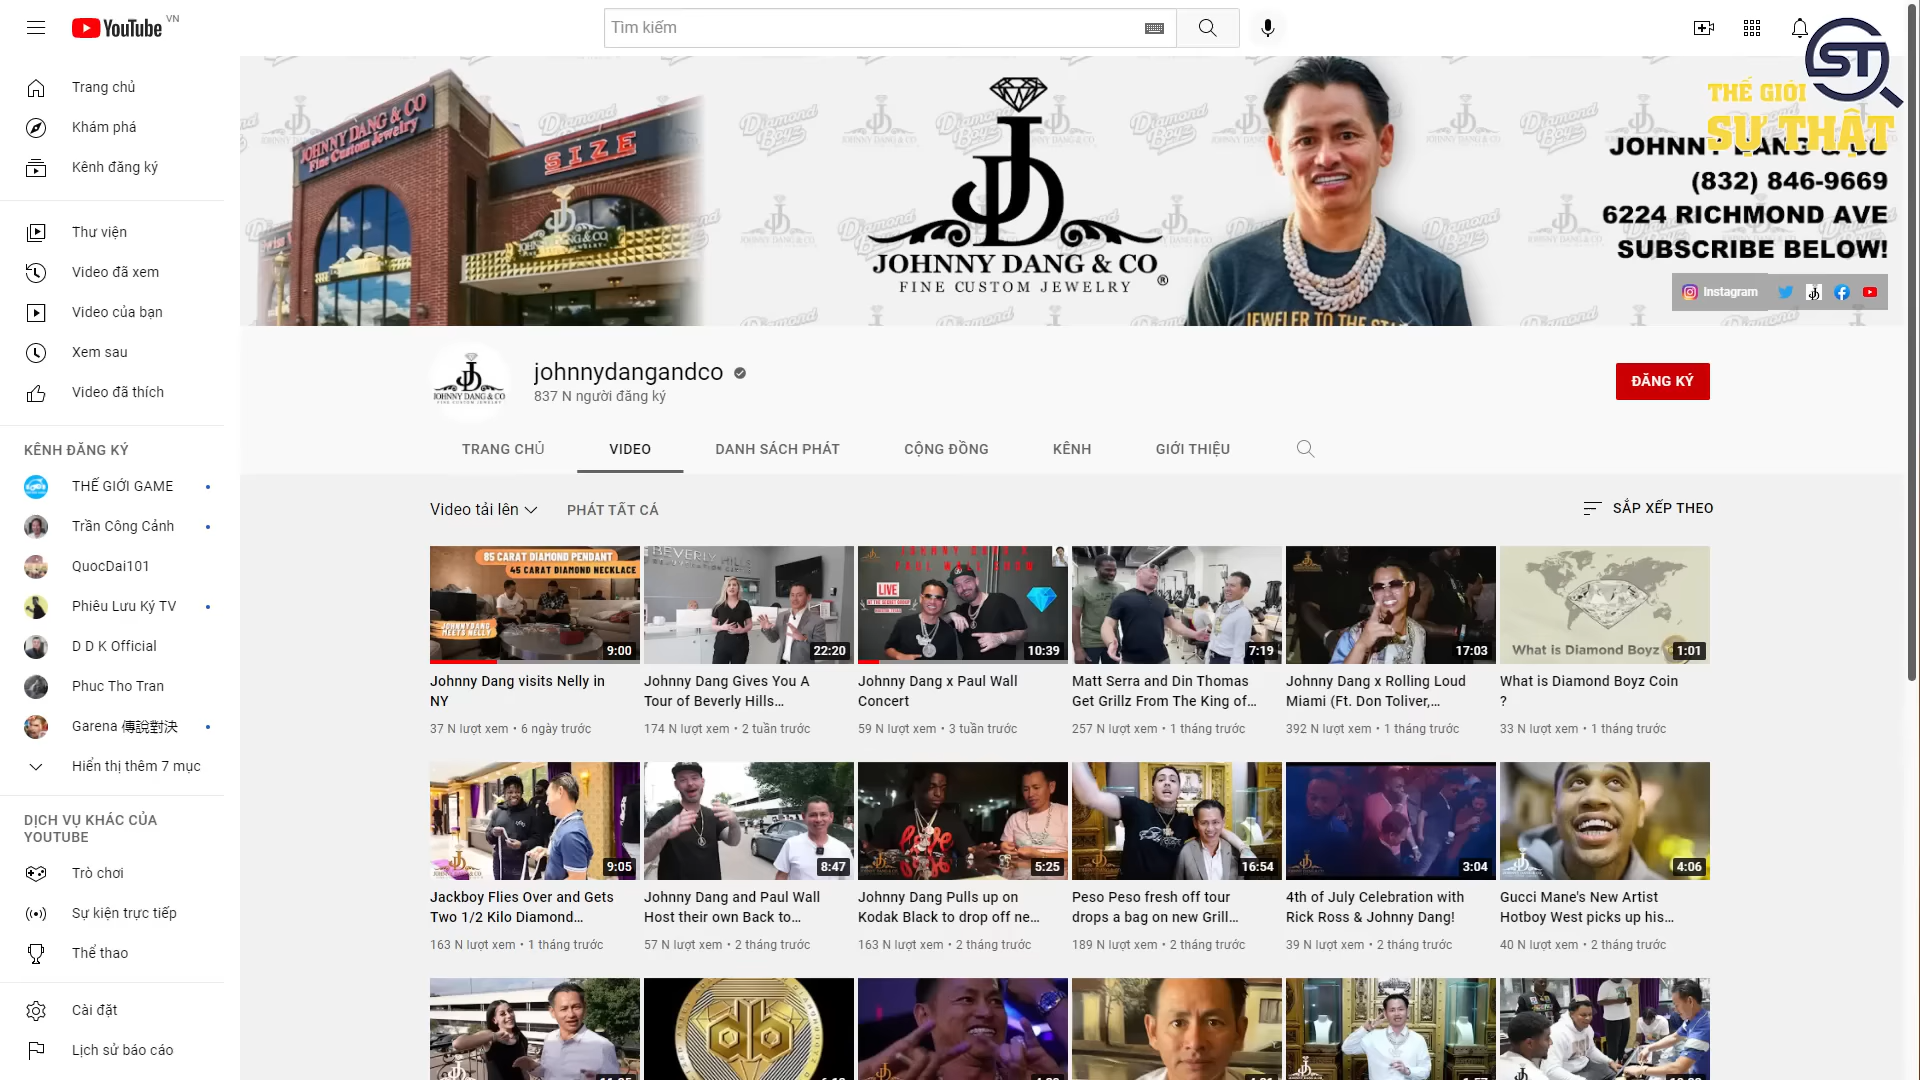 YouTube VN
Tìm kiếm
Trang chủ
Khám phá
Kênh đăng ký
Thư viện
Video đã xem
Video của bạn
Xem sau
Video đã thích
KÊNH ĐĂNG KÝ
THẾ GIỚI GAME
Trần Công Cảnh
QuocDai101
Phiêu Lưu Ký TV
D D K Official
Phuc Tho Tran
Garena 傳說對決
Hiển thị thêm 7 mục
DỊCH VỤ KHÁC CỦA
YOUTUBE
Trò chơi
Sự kiện trực tiếp
Thể thao
Cài đặt
Lịch sử báo cáo
JOHNNY DANG & CO
Fine Custom Jewelry
SIZE
JOHNNY DANG & CO
FINE CUSTOM JEWELRY
JEWELER TO THE
ST
THẾ GIỚI
SỰ THẬT
JOHNNY DANG & CO
(832) 846-9669
6224 RICHMOND AVE
SUBSCRIBE BELOW!
Instagram
johnnydangandco
837 N người đăng ký
ĐĂNG KÝ
TRANG CHỦ
VIDEO
DANH SÁCH PHÁT
CỘNG ĐỒNG
KÊNH
GIỚI THIỆU
Video tải lên
PHÁT TẤT CẢ
SẮP XẾP THEO
85 CARAT DIAMOND PENDANT
45 CARAT DIAMOND NECKLACE
JOHNNYDANG
MEETS NELLY
9:00
Johnny Dang visits Nelly in
NY
37 N lượt xem • 6 ngày trước
BEVERLY HILLS
22:20
Johnny Dang Gives You A
Tour of Beverly Hills...
174 N lượt xem • 2 tuần trước
JOHNNY DANG X
PAUL WALL SHOW
LIVE
10:39
Johnny Dang x Paul Wall
Concert
59 N lượt xem • 3 tuần trước
7:19
Matt Serra and Din Thomas
Get Grillz From The King of...
257 N lượt xem • 1 tháng trước
17:03
Johnny Dang x Rolling Loud
Miami (Ft. Don Toliver,...
392 N lượt xem • 1 tháng trước
What is Diamond Boyz
1:01
What is Diamond Boyz Coin
?
33 N lượt xem • 1 tháng trước
9:05
Jackboy Flies Over and Gets
Two 1/2 Kilo Diamond...
163 N lượt xem • 1 tháng trước
8:47
Johnny Dang and Paul Wall
Host their own Back to...
57 N lượt xem • 2 tháng trước
5:25
Johnny Dang Pulls up on
Kodak Black to drop off ne...
163 N lượt xem • 2 tháng trước
16:54
Peso Peso fresh off tour
drops a bag on new Grill...
189 N lượt xem • 2 tháng trước
3:04
4th of July Celebration with
Rick Ross & Johnny Dang!
39 N lượt xem • 2 tháng trước
4:06
Gucci Mane's New Artist
Hotboy West picks up his...
40 N lượt xem • 2 tháng trước